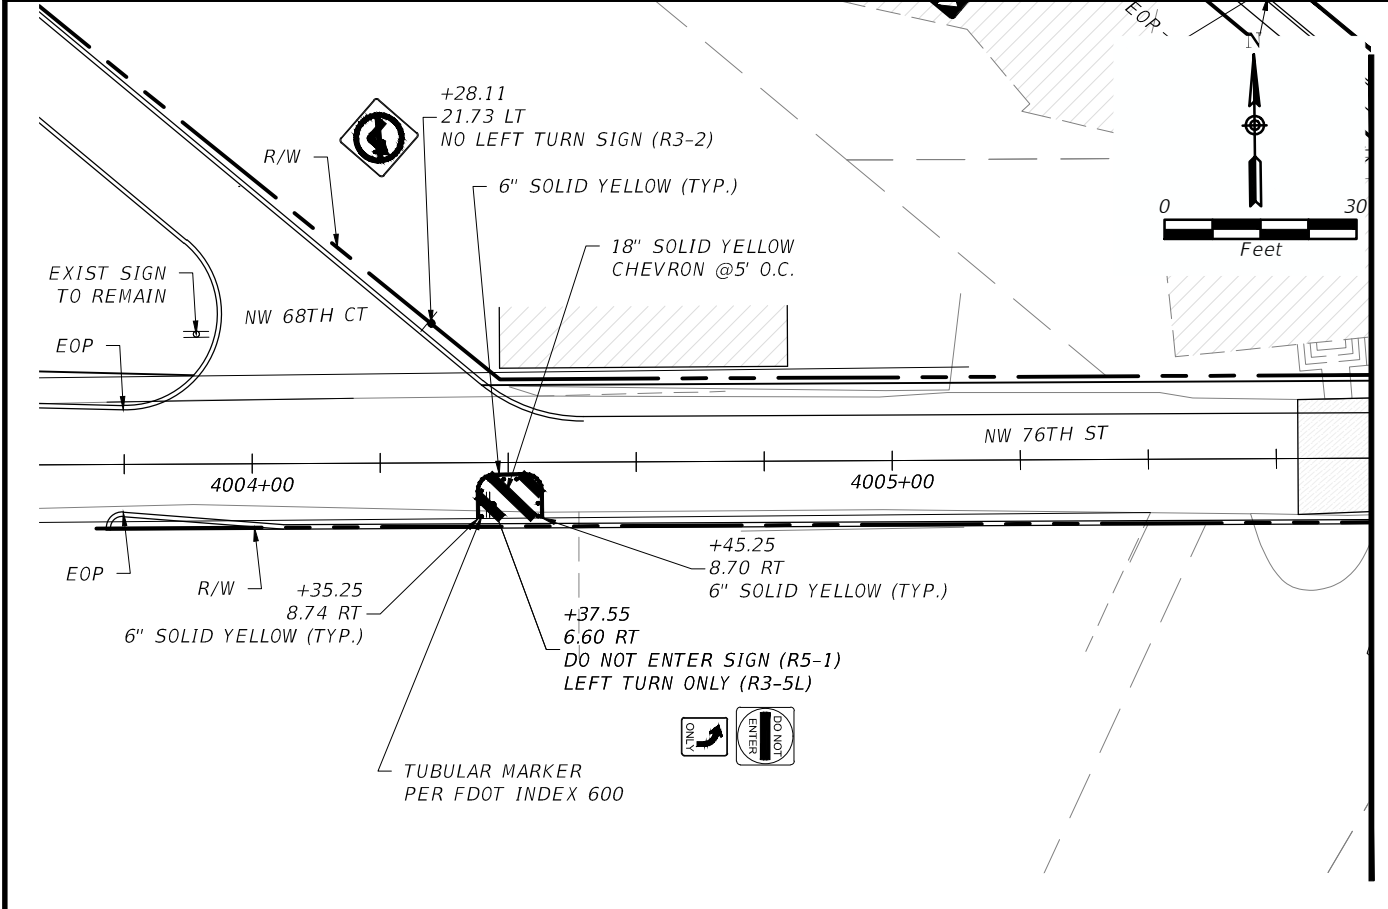 EOP
N
+28.11
21.73 LT
NO LEFT TURN SIGN (R3-2)
R/W
6" SOLID YELLOW (TYP.)
0 30
Feet
18" SOLID YELLOW
CHEVRON @5' O.C.
EXIST SIGN
TO REMAIN
NW 68TH CT
EOP
NW 76TH ST
4004+00
4005+00
EOP
R/W
+35.25
8.74 RT
6" SOLID YELLOW (TYP.)
+45.25
8.70 RT
6" SOLID YELLOW (TYP.)
+37.55
6.60 RT
DO NOT ENTER SIGN (R5-1)
LEFT TURN ONLY (R3-5L)
ONLY
DO NOT
ENTER
TUBULAR MARKER
PER FDOT INDEX 600